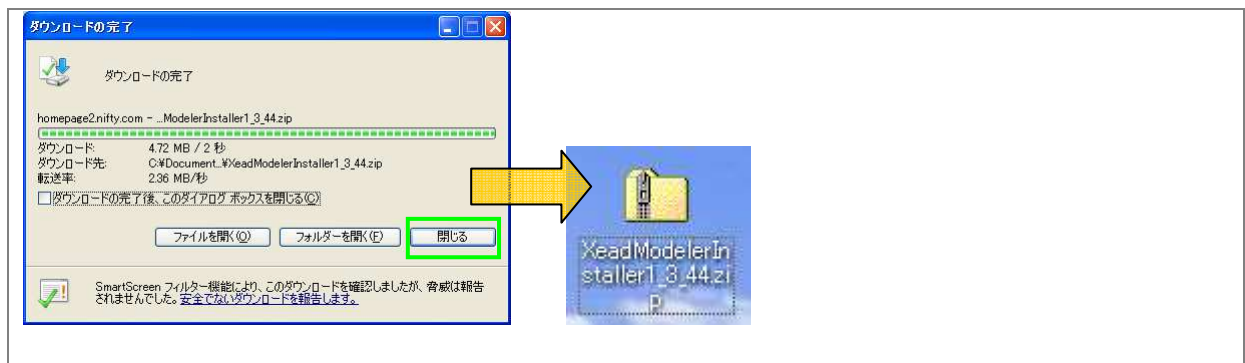 ダウンロードの完了
ダウンロードの完了
homepage2.nifty.com - ...ModelerInstaller1_3_44.zip
ダウンロード: 4.72 MB / 2 秒
ダウンロード先: C:¥Document...¥XeadModelerInstaller1_3_44.zip
転送率: 2.36 MB/秒
ダウンロードの完了後、このダイアログ ボックスを閉じる(C)
ファイルを開く(O) フォルダーを開く(F) 閉じる
SmartScreen フィルター機能により、このダウンロードを確認しましたが、脅威は報告
されませんでした。安全でないダウンロードを報告します。
XeadModelerIn
staller1_3_44.zi
p